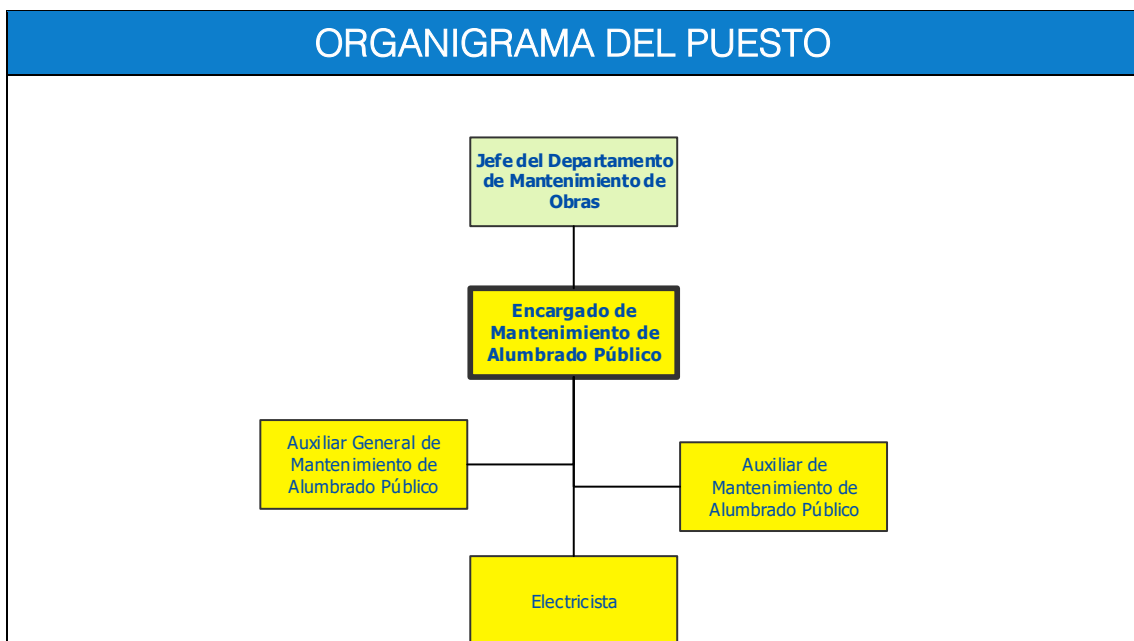 ORGANIGRAMA DEL PUESTO
Jefe del Departamento
de Mantenimiento de
Obras
Encargado de
Mantenimiento de
Alumbrado Público
Auxiliar General de
Mantenimiento de
Alumbrado Público
Auxiliar de
Mantenimiento de
Alumbrado Público
Electricista